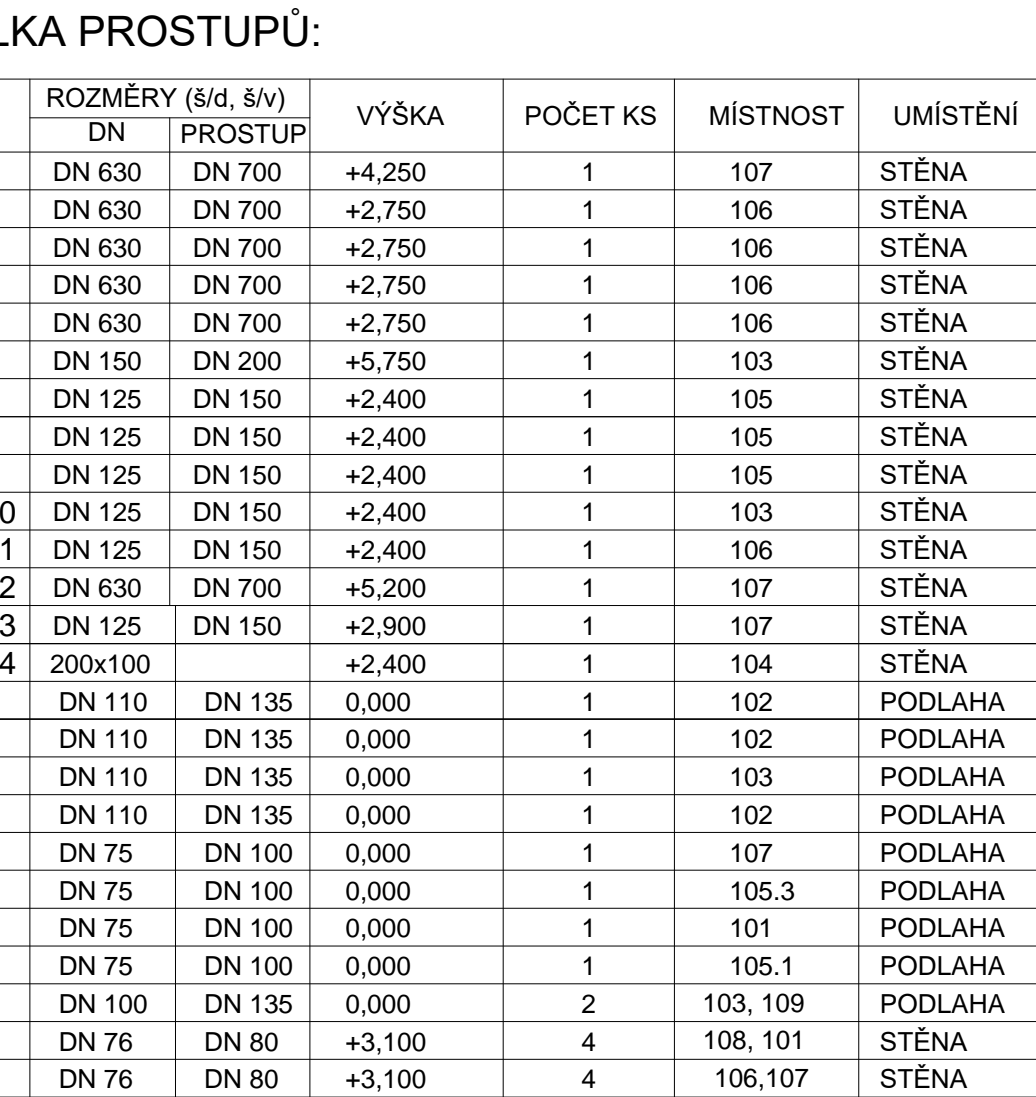 LKA PROSTUPŮ:
ROZMĚRY (š/d, š/v) VÝŠKA POČET KS MÍSTNOST UMÍSTĚNÍ
DN PROSTUP
DN 630 DN 700 +4,250 1 107 STĚNA
DN 630 DN 700 +2,750 1 106 STĚNA
DN 630 DN 700 +2,750 1 106 STĚNA
DN 630 DN 700 +2,750 1 106 STĚNA
DN 630 DN 700 +2,750 1 106 STĚNA
DN 150 DN 200 +5,750 1 103 STĚNA
DN 125 DN 150 +2,400 1 105 STĚNA
DN 125 DN 150 +2,400 1 105 STĚNA
DN 125 DN 150 +2,400 1 105 STĚNA
0 DN 125 DN 150 +2,400 1 103 STĚNA
1 DN 125 DN 150 +2,400 1 106 STĚNA
2 DN 630 DN 700 +5,200 1 107 STĚNA
3 DN 125 DN 150 +2,900 1 107 STĚNA
4 200x100 +2,400 1 104 STĚNA
DN 110 DN 135 0,000 1 102 PODLAHA
DN 110 DN 135 0,000 1 102 PODLAHA
DN 110 DN 135 0,000 1 103 PODLAHA
DN 110 DN 135 0,000 1 102 PODLAHA
DN 75 DN 100 0,000 1 107 PODLAHA
DN 75 DN 100 0,000 1 105.3 PODLAHA
DN 75 DN 100 0,000 1 101 PODLAHA
DN 75 DN 100 0,000 1 105.1 PODLAHA
DN 100 DN 135 0,000 2 103, 109 PODLAHA
DN 76 DN 80 +3,100 4 108, 101 STĚNA
DN 76 DN 80 +3,100 4 106,107 STĚNA